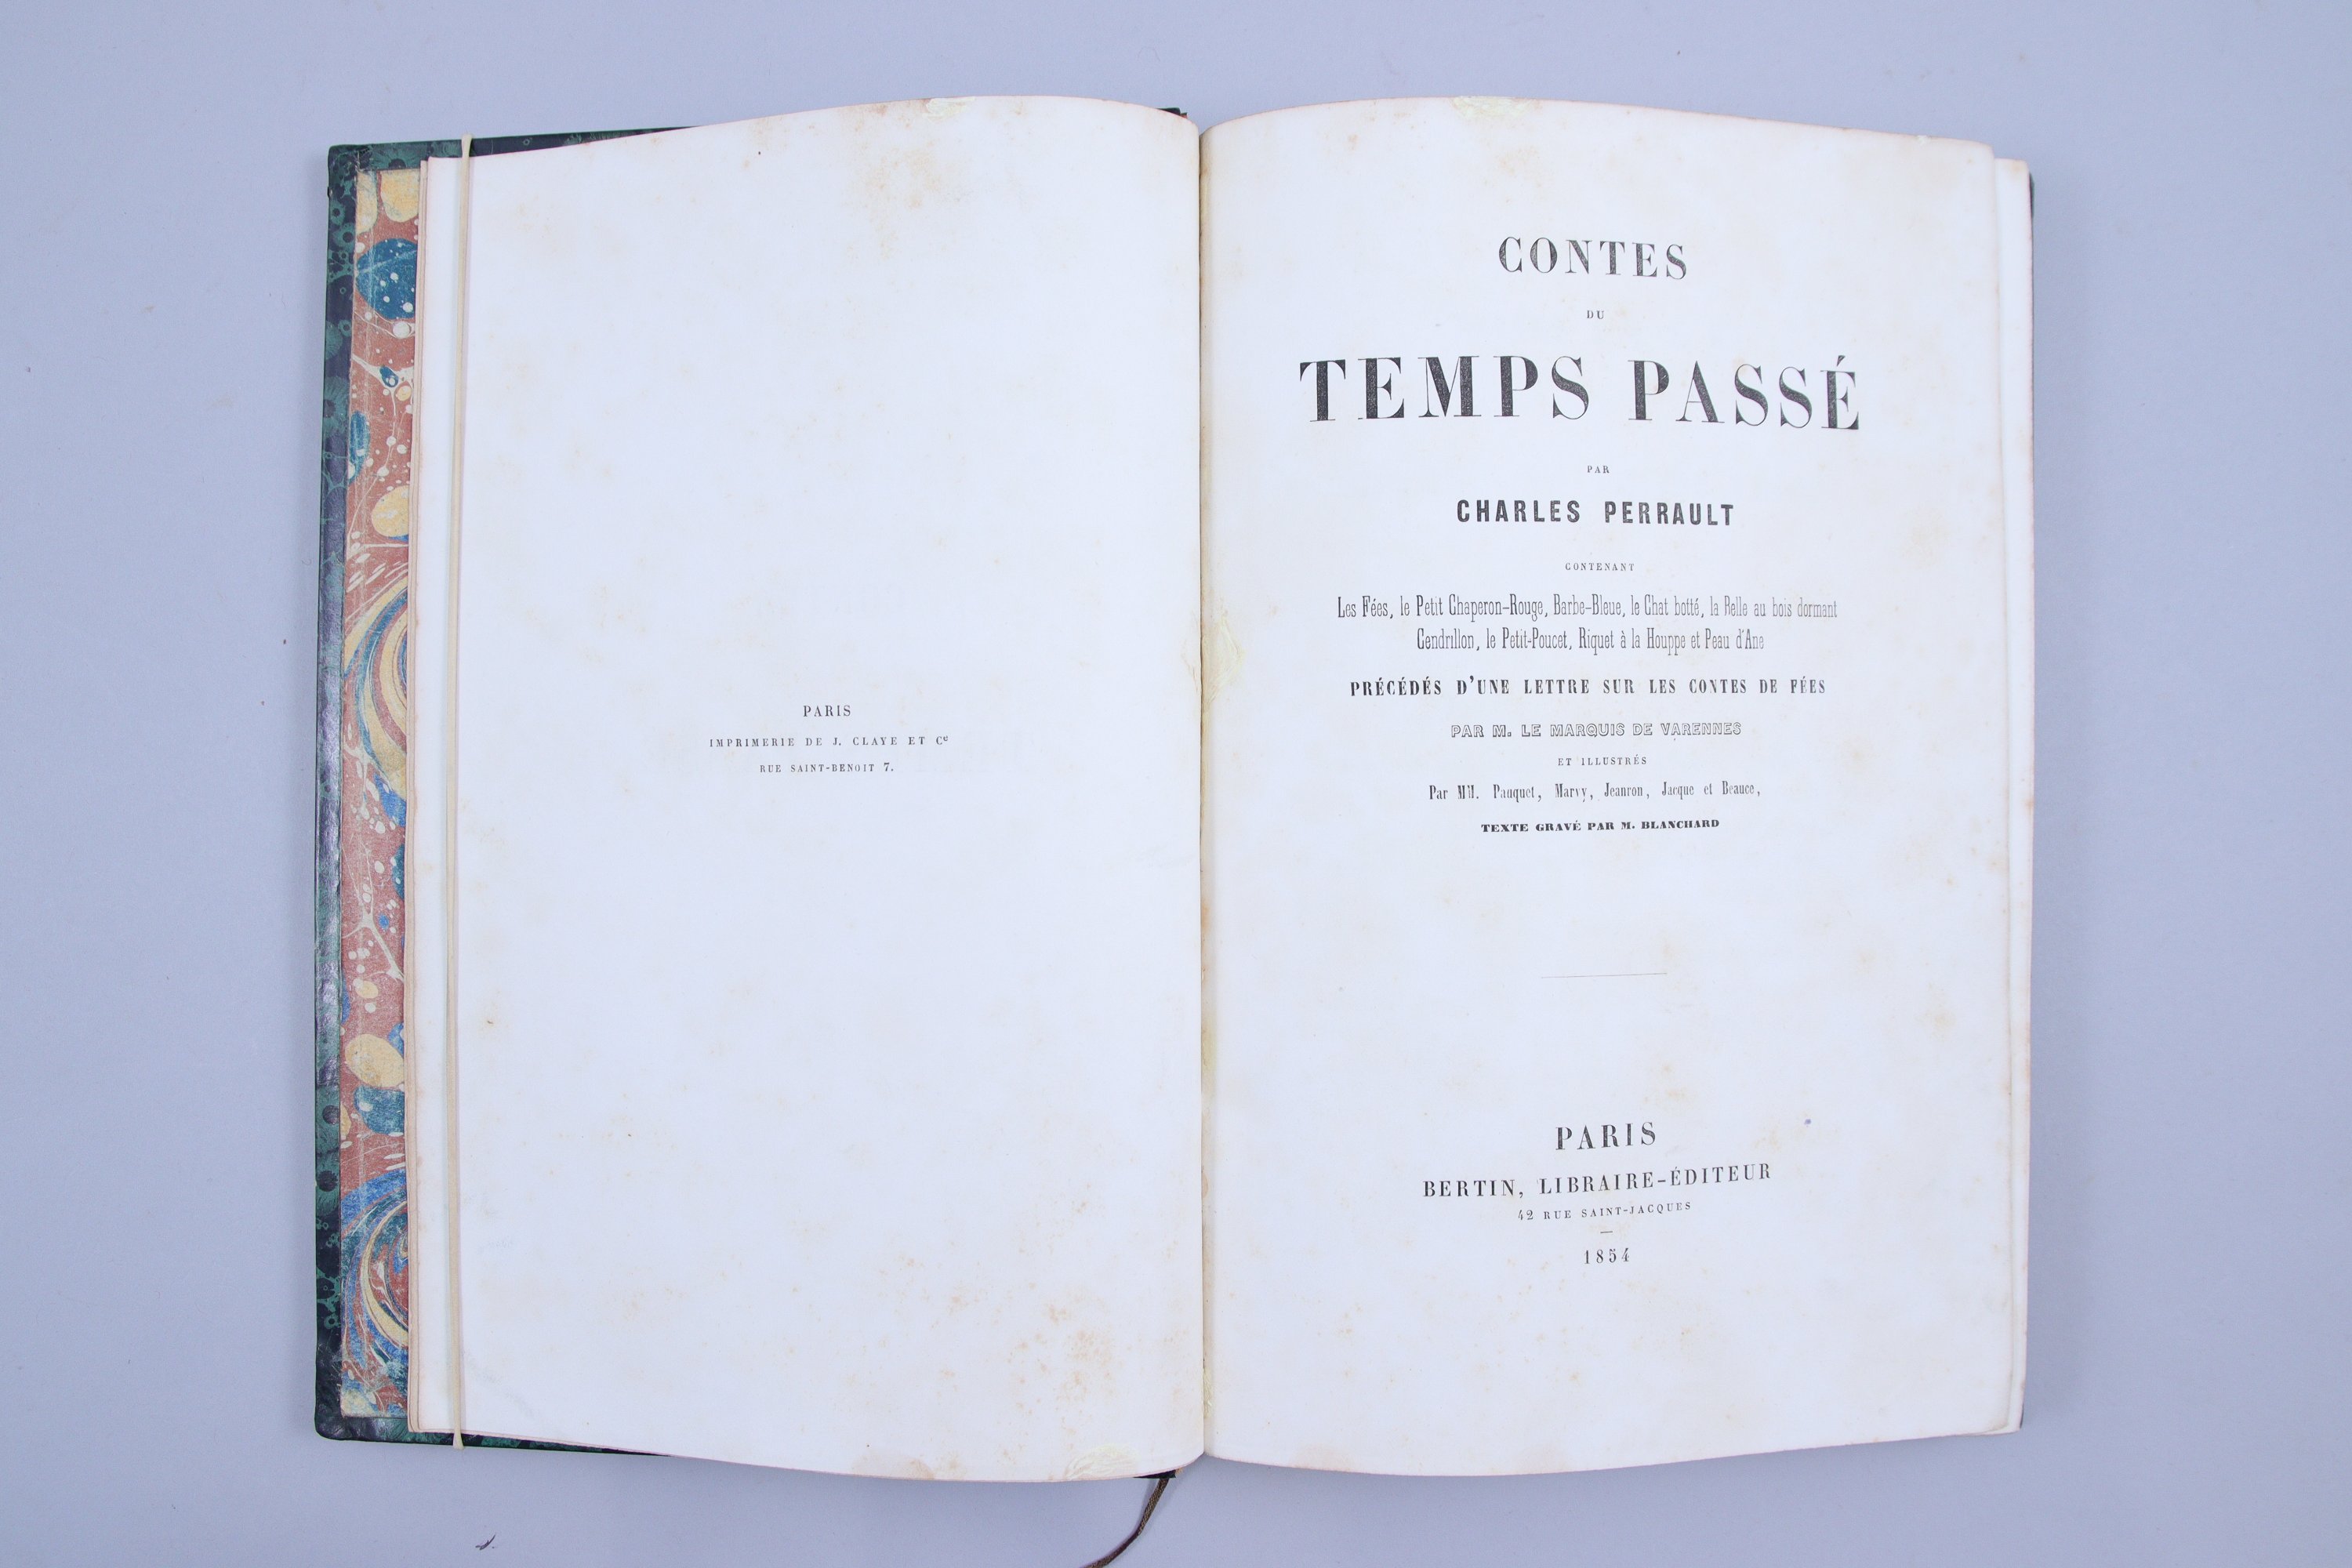 PARIS
IMPRIMERIE DE J. CLAYE ET Cᵉ
RUE SAINT-BENOIT 7.
CONTES
DU
TEMPS PASSÉ
PAR
CHARLES PERRAULT
CONTENANT
Les Fées, le Petit Chaperon-Rouge, Barbe-Bleue, le Chat botté, la Belle au bois dormant
Cendrillon, le Petit-Poucet, Riquet à la Houppe et Peau d'Ane
PRÉCÉDÉS D'UNE LETTRE SUR LES CONTES DE FÉES
PAR M. LE MARQUIS DE VARENNES
ET ILLUSTRÉS
Par MM. Pauquet, Marvy, Jeanron, Jacque et Beauce,
TEXTE GRAVÉ PAR M. BLANCHARD
PARIS
BERTIN, LIBRAIRE-ÉDITEUR
42 RUE SAINT-JACQUES
1854